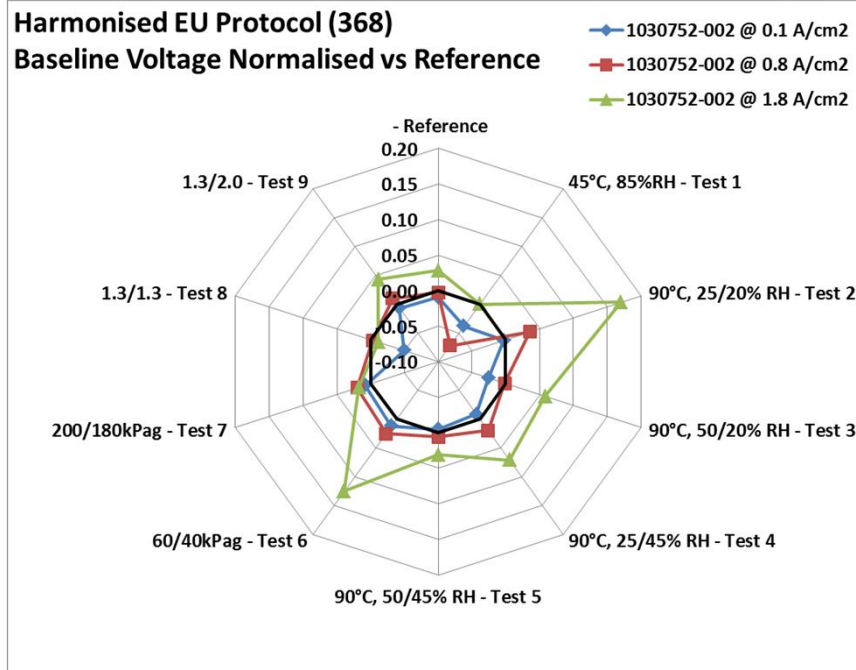 Harmonised EU Protocol (368)
Baseline Voltage Normalised vs Reference
1030752-002 @ 0.1 A/cm2
1030752-002 @ 0.8 A/cm2
1030752-002 @ 1.8 A/cm2
- Reference
0.20
0.15
0.10
0.05
0.00
0.05
-0.10
45°C, 85%RH - Test 1
90°C, 25/20% RH - Test 2
90°C, 50/20% RH - Test 3
90°C, 25/45% RH - Test 4
90°C, 50/45% RH - Test 5
60/40kPag - Test 6
200/180kPag - Test 7
1.3/1.3 - Test 8
1.3/2.0 - Test 9